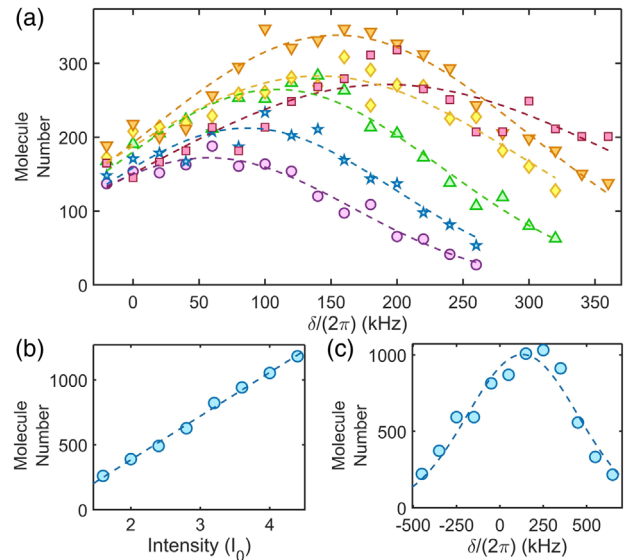 (a)
Molecule
Number
300
200
100
0
0 50 100 150 200 250 300 350
δ/(2π) (kHz)
(b)
Molecule
Number
1000
500
0
2 3 4
Intensity (I₀)
(c)
Molecule
Number
1000
500
0
-500 -250 0 250 500
δ/(2π) (kHz)